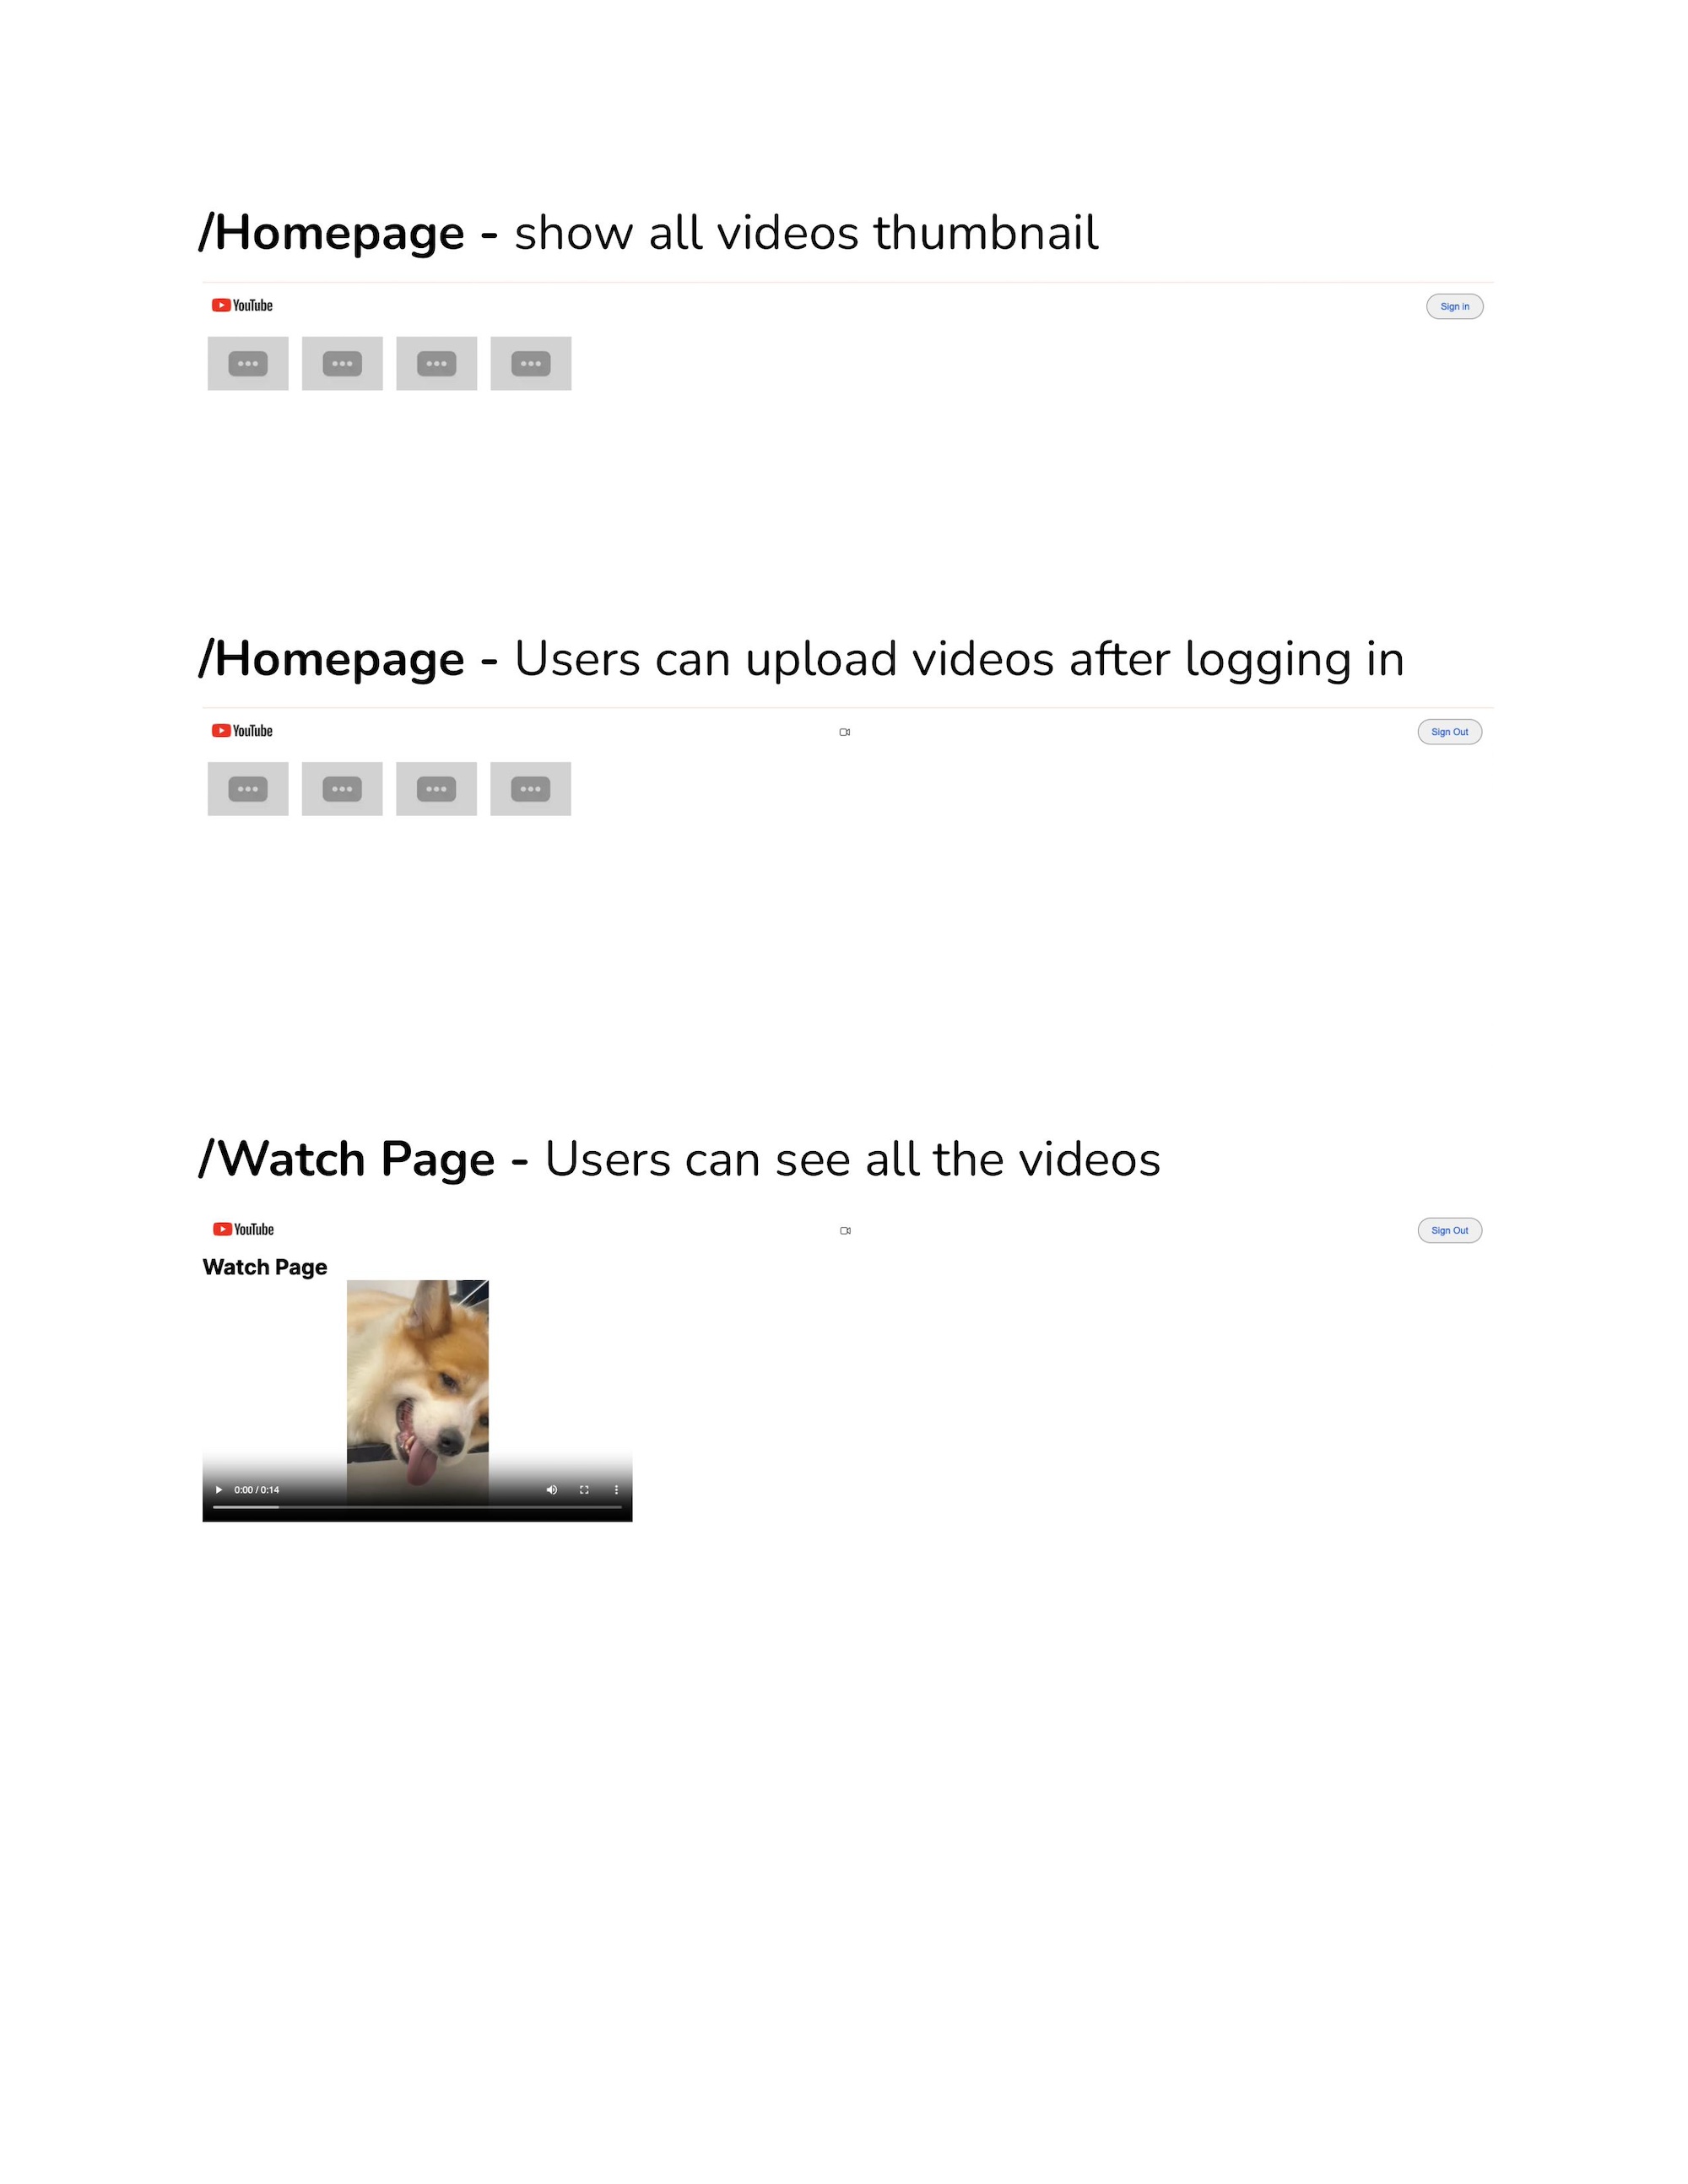 /Homepage - show all videos thumbnail
YouTube
Sign in
/Homepage - Users can upload videos after logging in
YouTube
Sign Out
/Watch Page - Users can see all the videos
YouTube
Sign Out
Watch Page
0:00 / 0:14